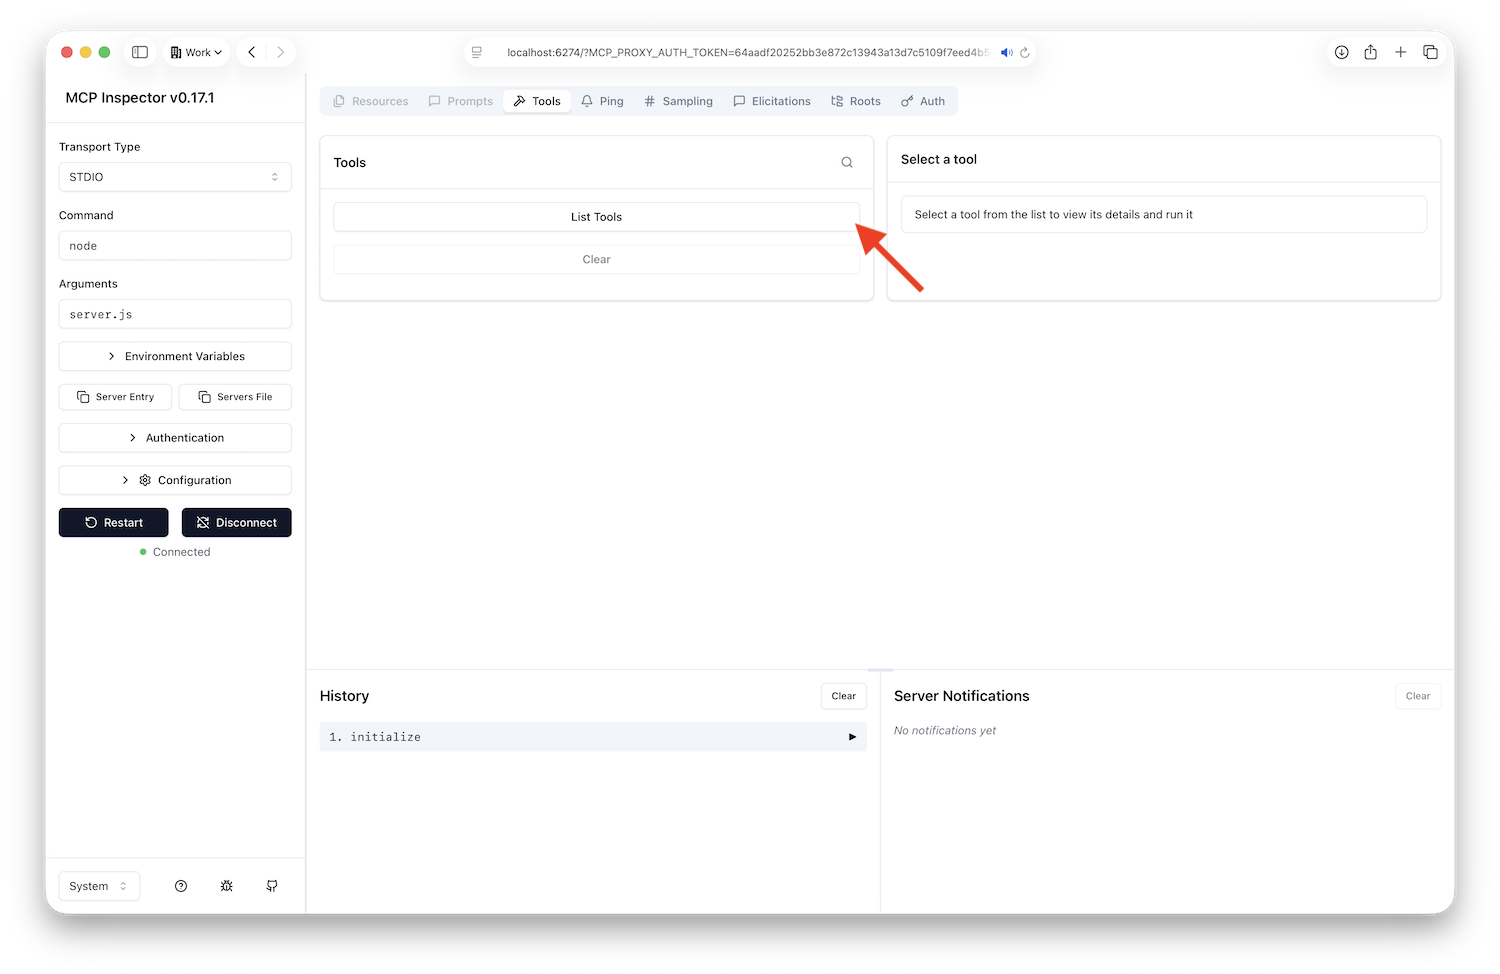 Work
localhost:6274/?MCP_PROXY_AUTH_TOKEN=64aadf20252bb3e872c13943a13d7c5109f7eed4b5
MCP Inspector v0.17.1
Resources
Prompts
Tools
Ping
Sampling
Elicitations
Roots
Auth
Transport Type
STDIO
Command
node
Arguments
server.js
Environment Variables
Server Entry
Servers File
Authentication
Configuration
Restart
Disconnect
Connected
System
Tools
List Tools
Clear
Select a tool
Select a tool from the list to view its details and run it
History
Clear
1. initialize
Server Notifications
Clear
No notifications yet